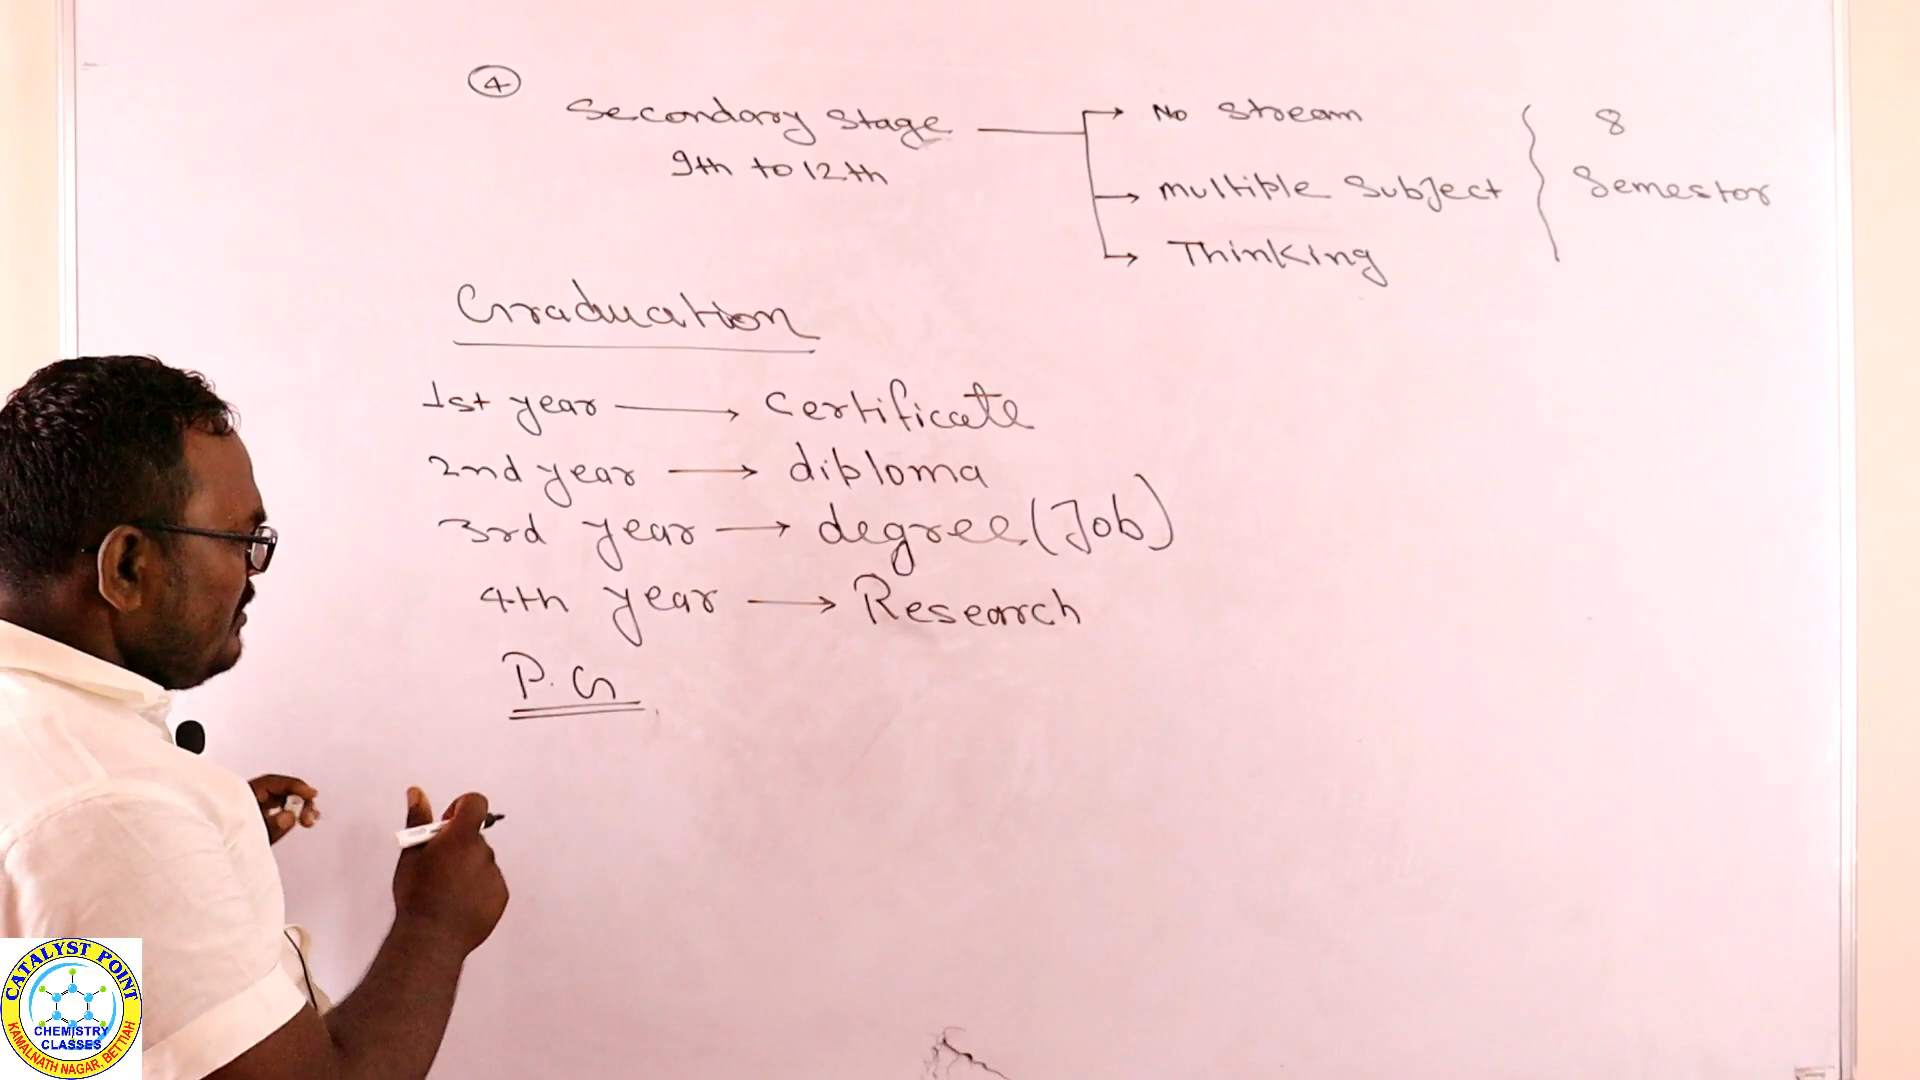 4
Secondary Stage
9th to 12th
No Stream
multiple Subject
Thinking
8
Semestor
Graduation
1st year → Certificate
2nd year → diploma
3rd year → degree (Job)
4th year → Research
P.G
CATALYST POINT
CHEMISTRY
CLASSES
KAMALNATH NAGAR, BETTIAH